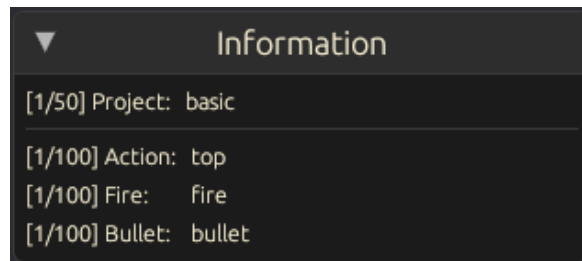 Information
[1/50] Project: basic
[1/100] Action: top
[1/100] Fire: fire
[1/100] Bullet: bullet